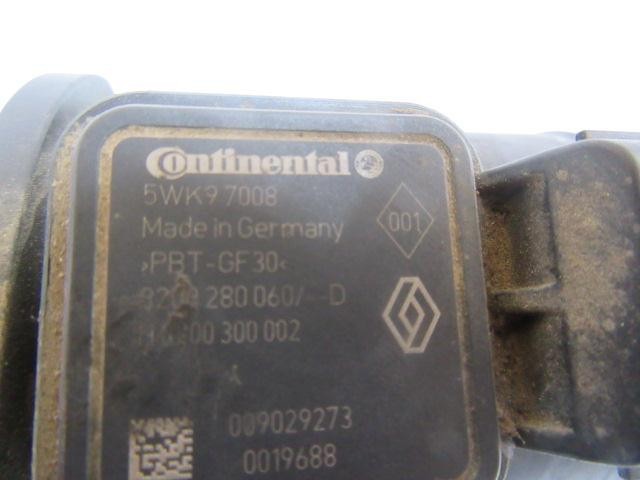 Continental
5WK9 7008
001
Made in Germany
>PBT-GF30<
280 060/--D
300 002
009029273
0019688